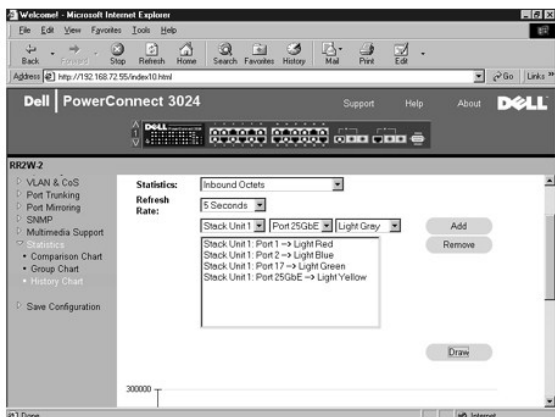 Welcome! - Microsoft Internet Explorer
File Edit View Favorites Tools Help
Back Forward Stop Refresh Home Search Favorites History Mail Print Edit
Address http://192.168.72.55/index10.html Go Links »
Dell PowerConnect 3024 Support Help About DELL
1 DELL
RR2W-2
VLAN & CoS
Port Trunking
Port Mirroring
SNMP
Multimedia Support
Statistics
• Comparison Chart
• Group Chart
• History Chart
Save Configuration
Statistics: Inbound Octets
Refresh Rate: 5 Seconds
Stack Unit 1 Port 25GbE Light Grey Add
Remove
Stack Unit 1: Port 1 -> Light Red
Stack Unit 1: Port 2 -> Light Blue
Stack Unit 1: Port 17 -> Light Green
Stack Unit 1: Port 25GbE -> Light Yellow
Draw
300000
Done Internet